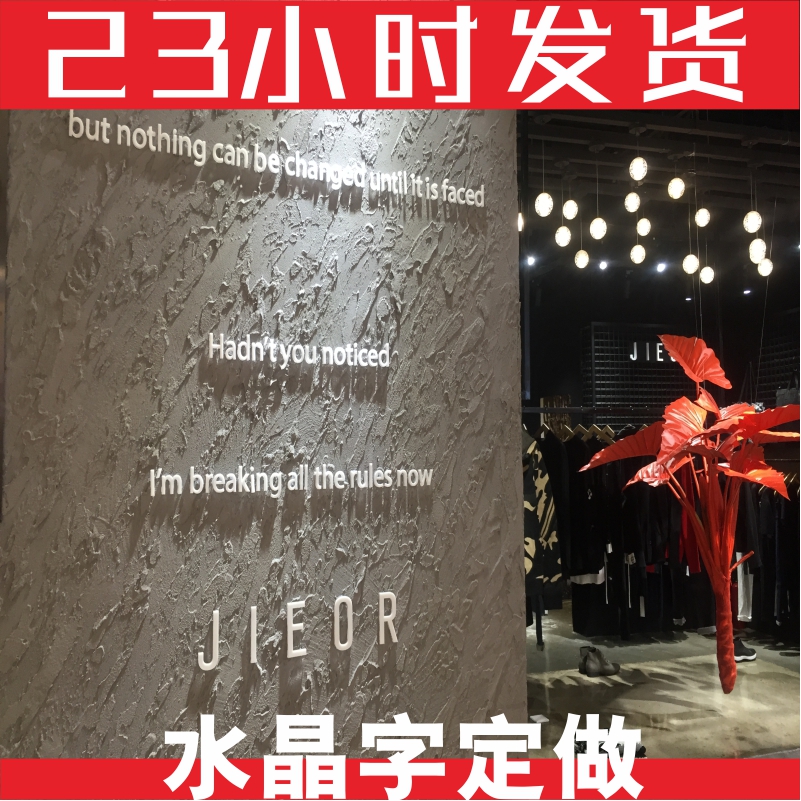 23小时发货
but nothing can be changed until it is faced
JIE
Hadn't you noticed
I'm breaking all the rules now
JIEOR
水晶字定做